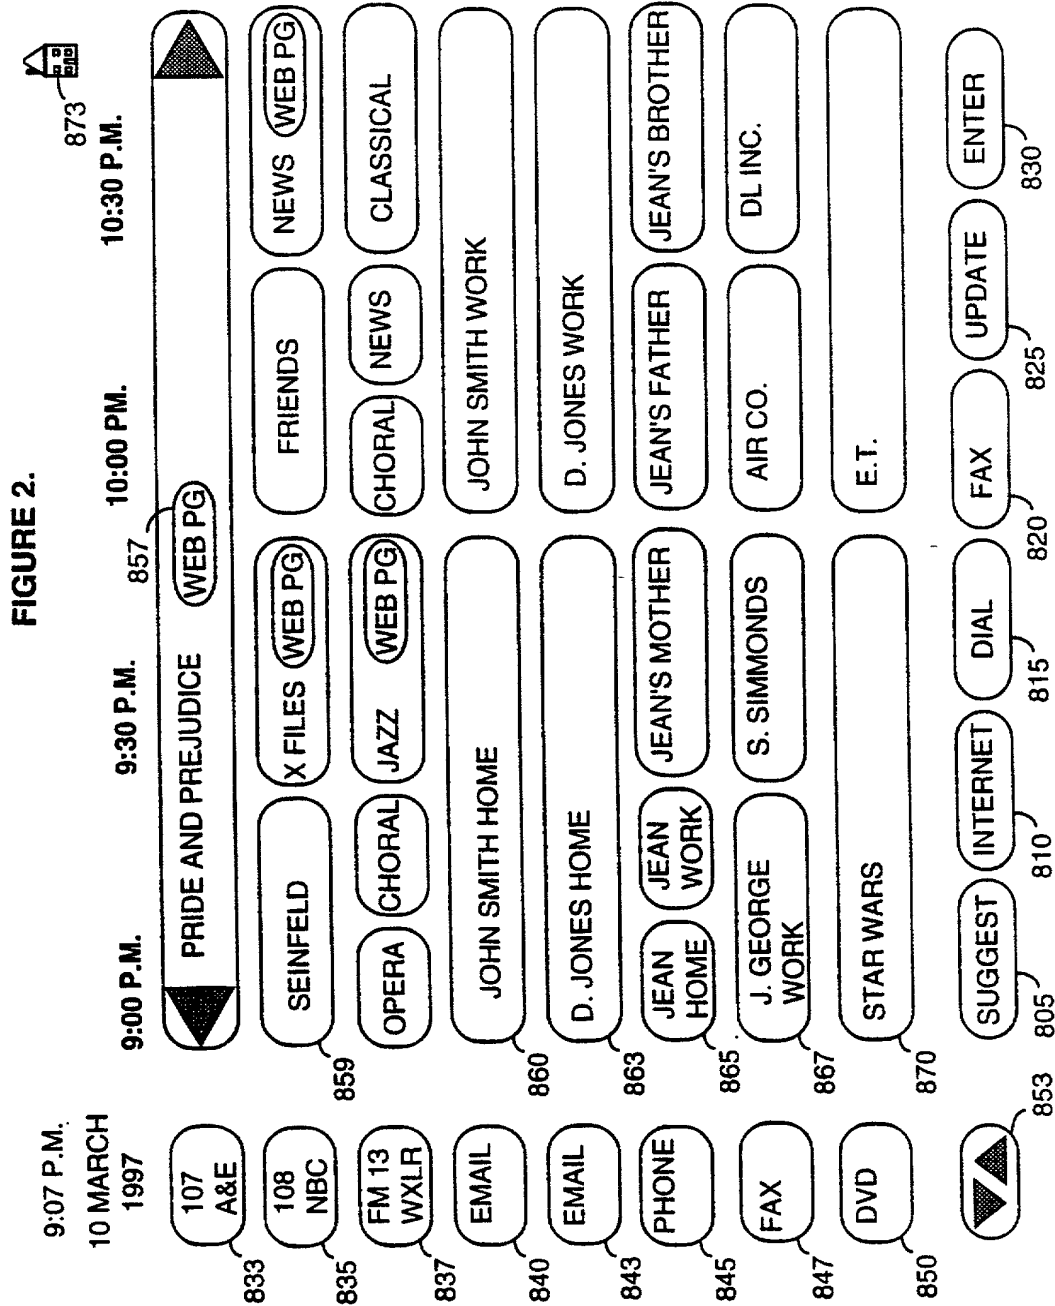 FIGURE 2.
9:07 P.M.
10 MARCH
1997
9:00 P.M.
9:30 P.M.
10:00 PM.
10:30 P.M.
873
107
A&E
833
PRIDE AND PREJUDICE
WEB PG
857
108
NBC
835
SEINFELD
859
X FILES
WEB PG
FRIENDS
NEWS
WEB PG
FM 13
WXLR
837
OPERA
CHORAL
JAZZ
WEB PG
CHORAL
NEWS
CLASSICAL
EMAIL
840
JOHN SMITH HOME
860
JOHN SMITH WORK
EMAIL
843
D. JONES HOME
863
D. JONES WORK
PHONE
845
JEAN
HOME
865
JEAN
WORK
JEAN'S MOTHER
JEAN'S FATHER
JEAN'S BROTHER
FAX
847
J. GEORGE
WORK
867
S. SIMMONDS
AIR CO.
DL INC.
DVD
850
STAR WARS
870
E.T.
853
SUGGEST
805
INTERNET
810
DIAL
815
FAX
820
UPDATE
825
ENTER
830